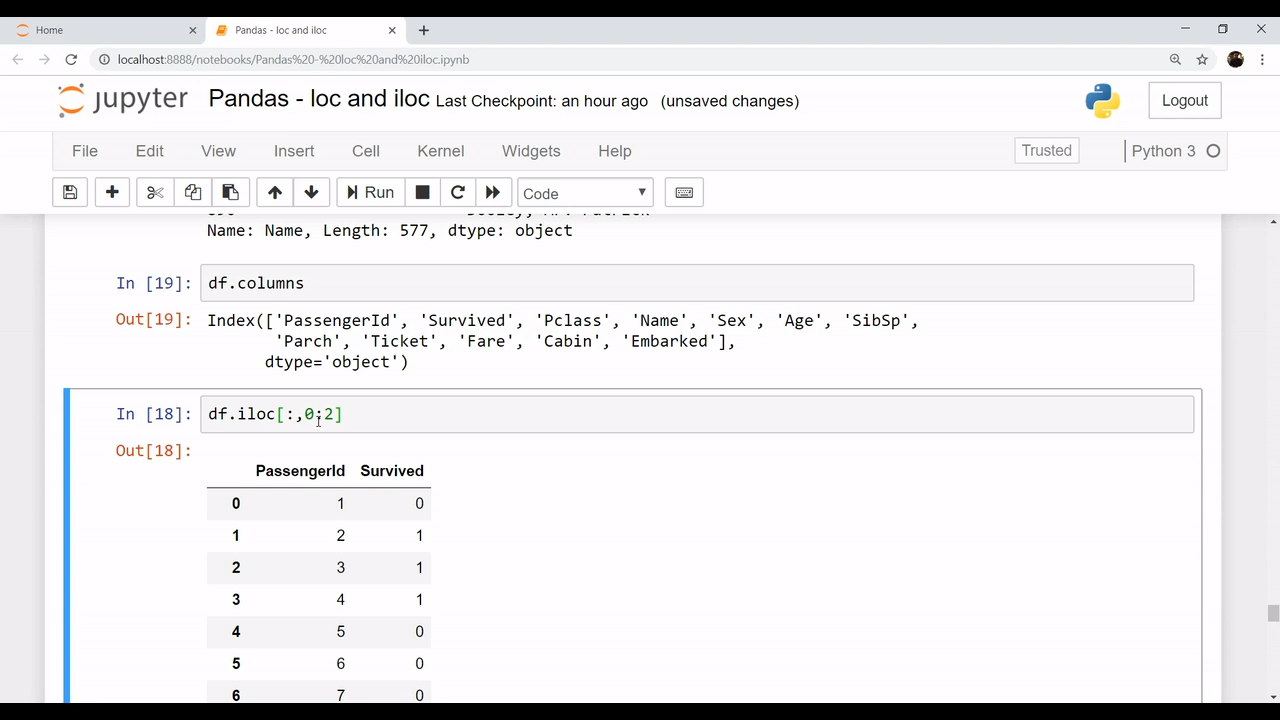 Home
Pandas - loc and iloc
localhost:8888/notebooks/Pandas%20-%20loc%20and%20iloc.ipynb
jupyter Pandas - loc and iloc Last Checkpoint: an hour ago (unsaved changes) Logout
File Edit View Insert Cell Kernel Widgets Help Trusted Python 3
Run Code
Name: Name, Length: 577, dtype: object
In [19]: df.columns
Out[19]: Index(['PassengerId', 'Survived', 'Pclass', 'Name', 'Sex', 'Age', 'SibSp',
'Parch', 'Ticket', 'Fare', 'Cabin', 'Embarked'],
dtype='object')
In [18]: df.iloc[:,0:2]
Out[18]:
PassengerId Survived
0 1 0
1 2 1
2 3 1
3 4 1
4 5 0
5 6 0
6 7 0